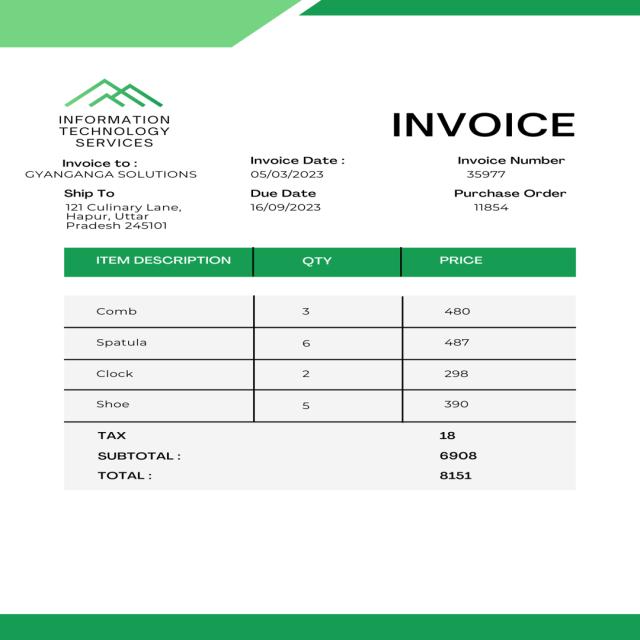 INFORMATION
TECHNOLOGY
SERVICES
INVOICE
Invoice to :
GYANGANGA SOLUTIONS
Invoice Date :
05/03/2023
Invoice Number
35977
Ship To
121 Culinary Lane,
Hapur, Uttar
Pradesh 245101
Due Date
16/09/2023
Purchase Order
11854
ITEM DESCRIPTION QTY PRICE
Comb 3 480
Spatula 6 487
Clock 2 298
Shoe 5 390
TAX 18
SUBTOTAL : 6908
TOTAL : 8151